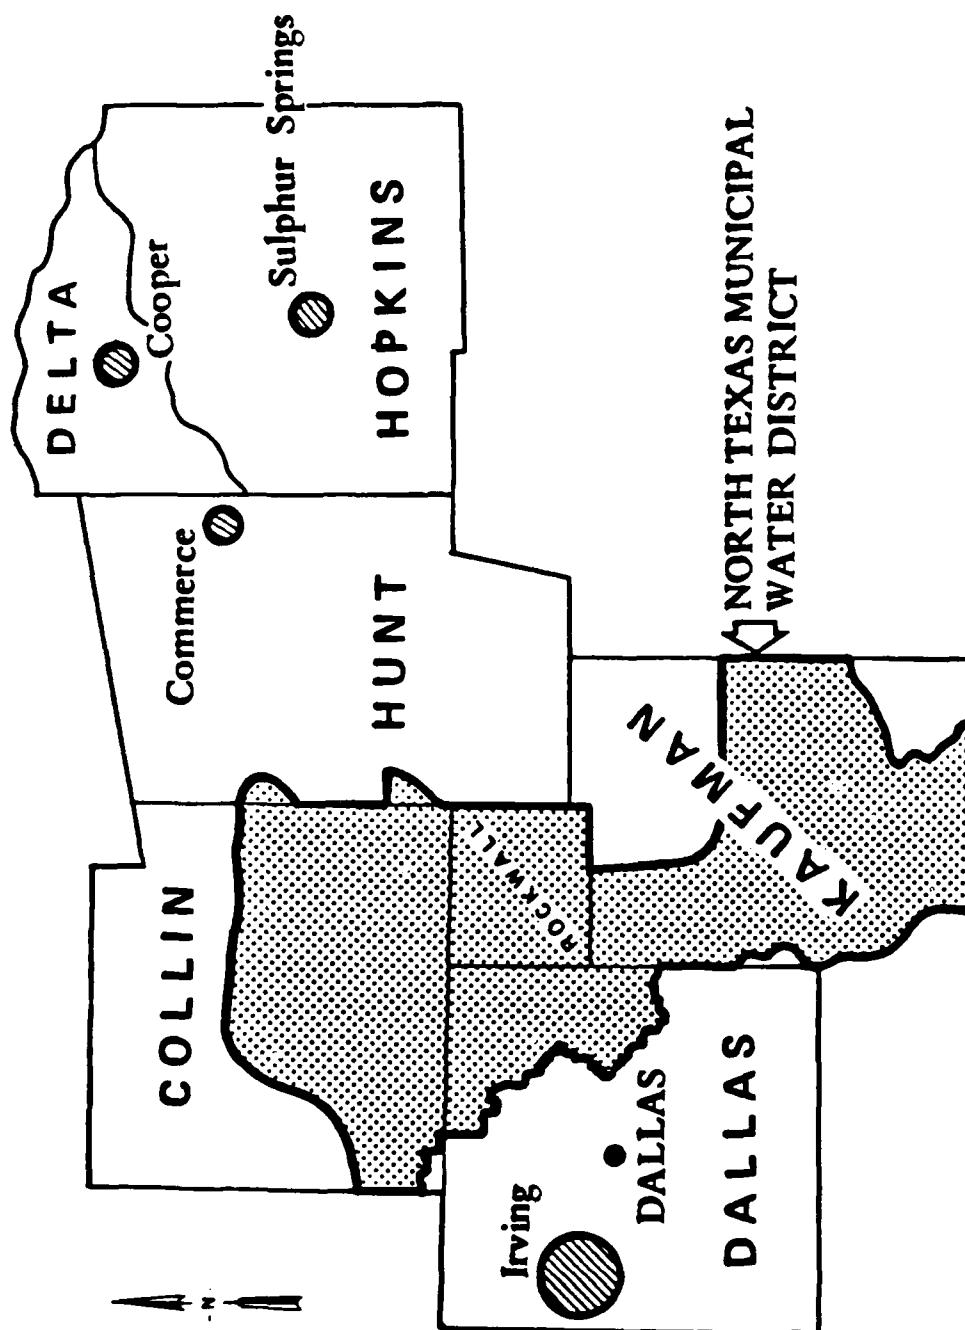 DELTA
Cooper
Sulphur Springs
HOPKINS
Commerce
HUNT
COLLIN
ROCKWALL
KAUFMAN
NORTH TEXAS MUNICIPAL
WATER DISTRICT
Irving
DALLAS
DALLAS
N